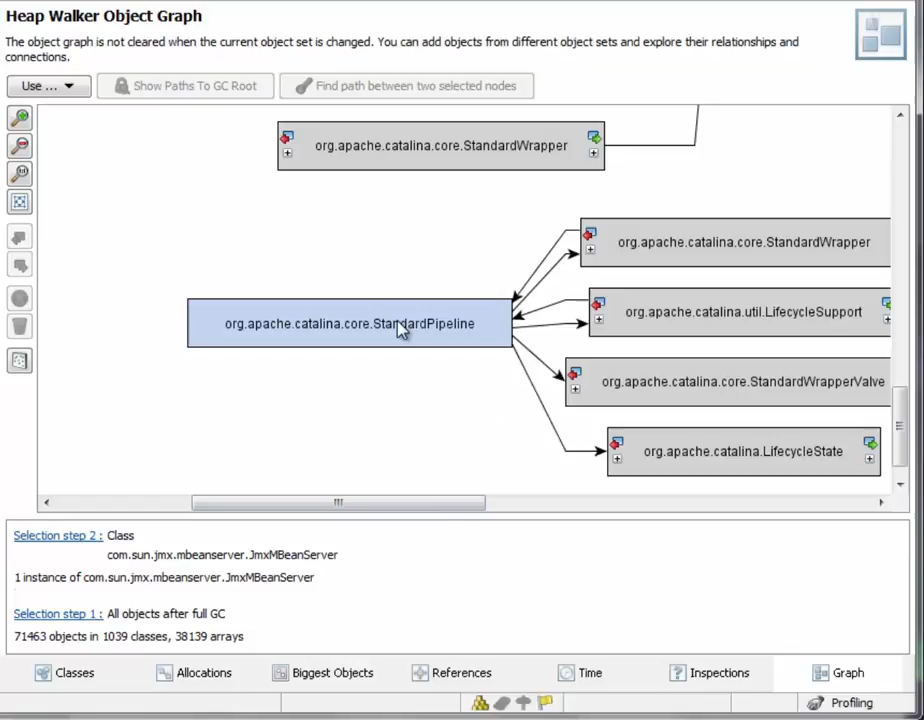 Heap Walker Object Graph
The object graph is not cleared when the current object set is changed. You can add objects from different object sets and explore their relationships and
connections.
Use ... Show Paths To GC Root Find path between two selected nodes
org.apache.catalina.core.StandardWrapper
org.apache.catalina.core.StandardWrapper
org.apache.catalina.util.LifecycleSupport
org.apache.catalina.core.StandardPipeline
org.apache.catalina.core.StandardWrapperValve
org.apache.catalina.LifecycleState
Selection step 2 : Class
com.sun.jmx.mbeanserver.JmxMBeanServer
1 instance of com.sun.jmx.mbeanserver.JmxMBeanServer
Selection step 1 : All objects after full GC
71463 objects in 1039 classes, 38139 arrays
Classes Allocations Biggest Objects References Time Inspections Graph
Profiling